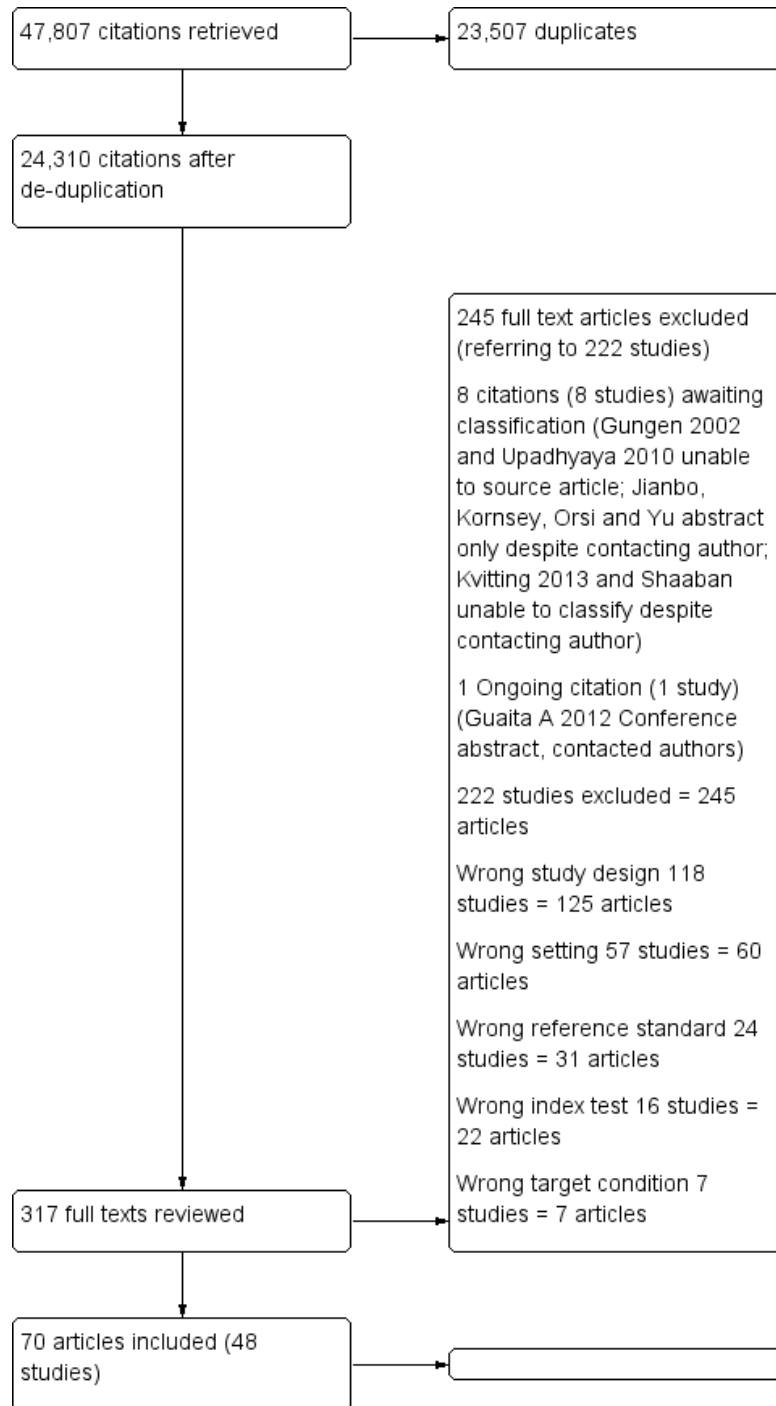 47,807 citations retrieved
23,507 duplicates
24,310 citations after
de-duplication
245 full text articles excluded
(referring to 222 studies)
8 citations (8 studies) awaiting
classification (Gungen 2002
and Upadhyaya 2010 unable
to source article; Jianbo,
Kornsey, Orsi and Yu abstract
only despite contacting author;
Kvitting 2013 and Shaaban
unable to classify despite
contacting author)
1 Ongoing citation (1 study)
(Guaita A 2012 Conference
abstract, contacted authors)
222 studies excluded = 245
articles
Wrong study design 118
studies = 125 articles
Wrong setting 57 studies = 60
articles
Wrong reference standard 24
studies = 31 articles
Wrong index test 16 studies =
22 articles
Wrong target condition 7
studies = 7 articles
317 full texts reviewed
70 articles included (48
studies)